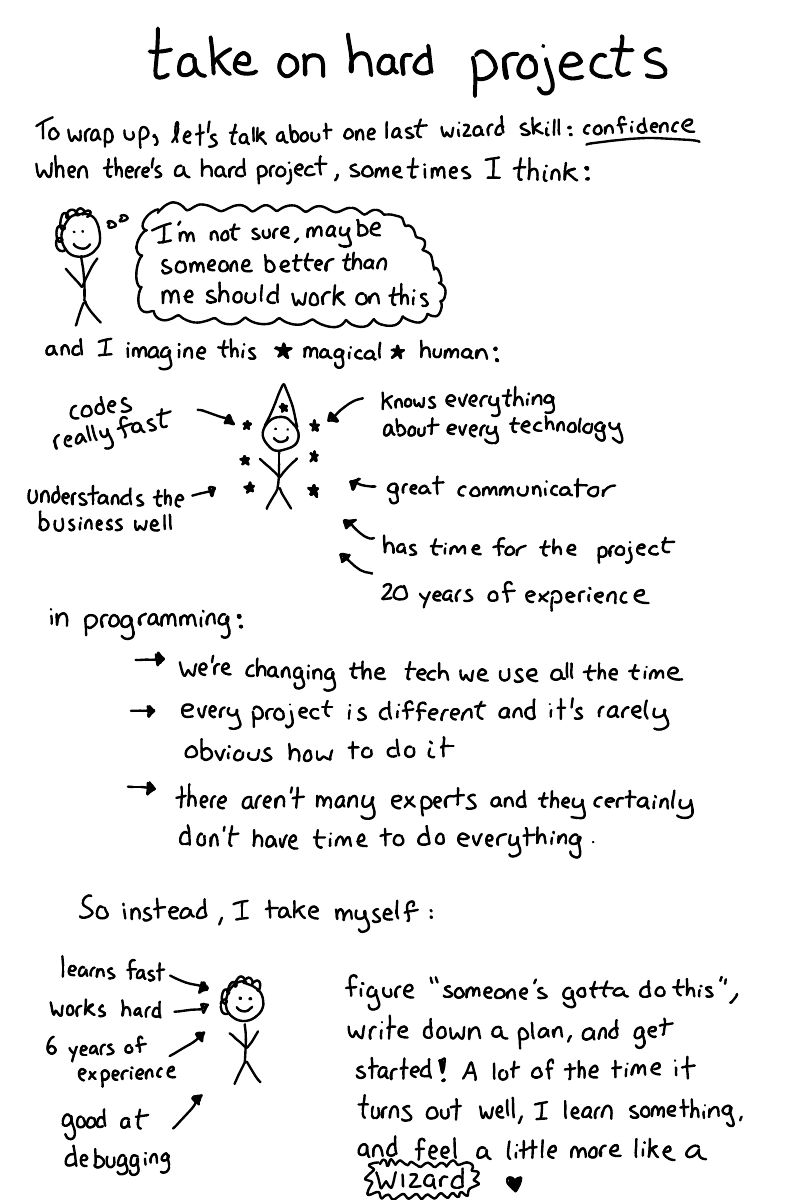 take on hard projects
To wrap up, let's talk about one last wizard skill: confidence
When there's a hard project, sometimes I think:
I'm not sure, maybe
someone better than
me should work on this
and I imagine this ★ magical ★ human:
codes
really fast
knows everything
about every technology
understands the
business well
great communicator
has time for the project
20 years of experience
in programming:
→ we're changing the tech we use all the time
→ every project is different and it's rarely
obvious how to do it
→ there aren't many experts and they certainly
don't have time to do everything.
So instead, I take myself:
learns fast
works hard
6 years of
experience
good at
debugging
figure "someone's gotta do this",
write down a plan, and get
started! A lot of the time it
turns out well, I learn something,
and feel a little more like a
Wizard ♥